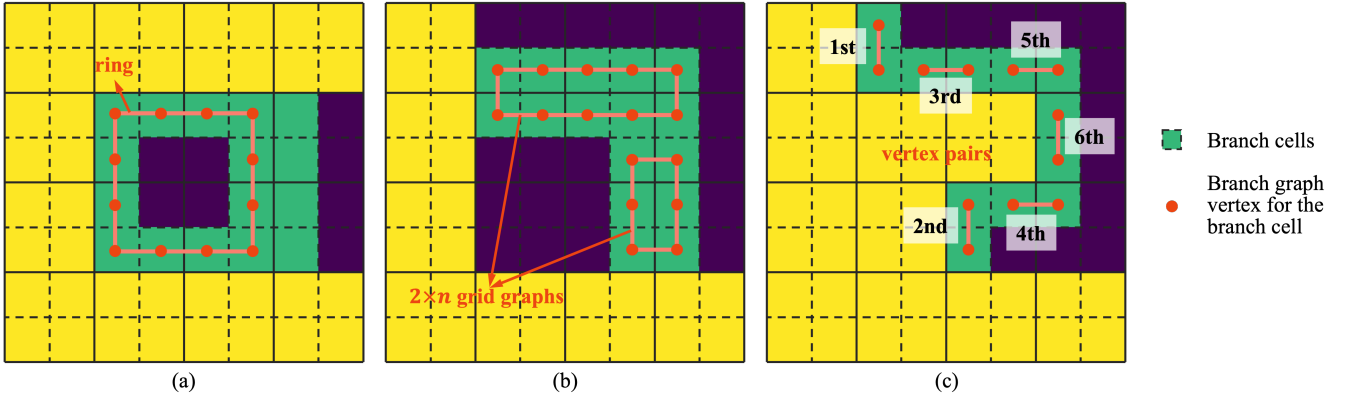 ring
(a)
2×n grid graphs
(b)
1st
5th
3rd
6th
vertex pairs
2nd
4th
(c)
Branch cells
Branch graph
vertex for the
branch cell